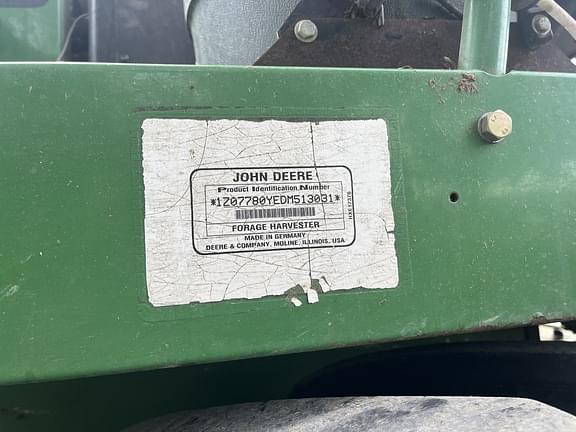 JOHN DEERE
Product Identification Number
*1Z07780YEDM513031*
FORAGE HARVESTER
MADE IN GERMANY
DEERE & COMPANY, MOLINE, ILLINOIS, USA